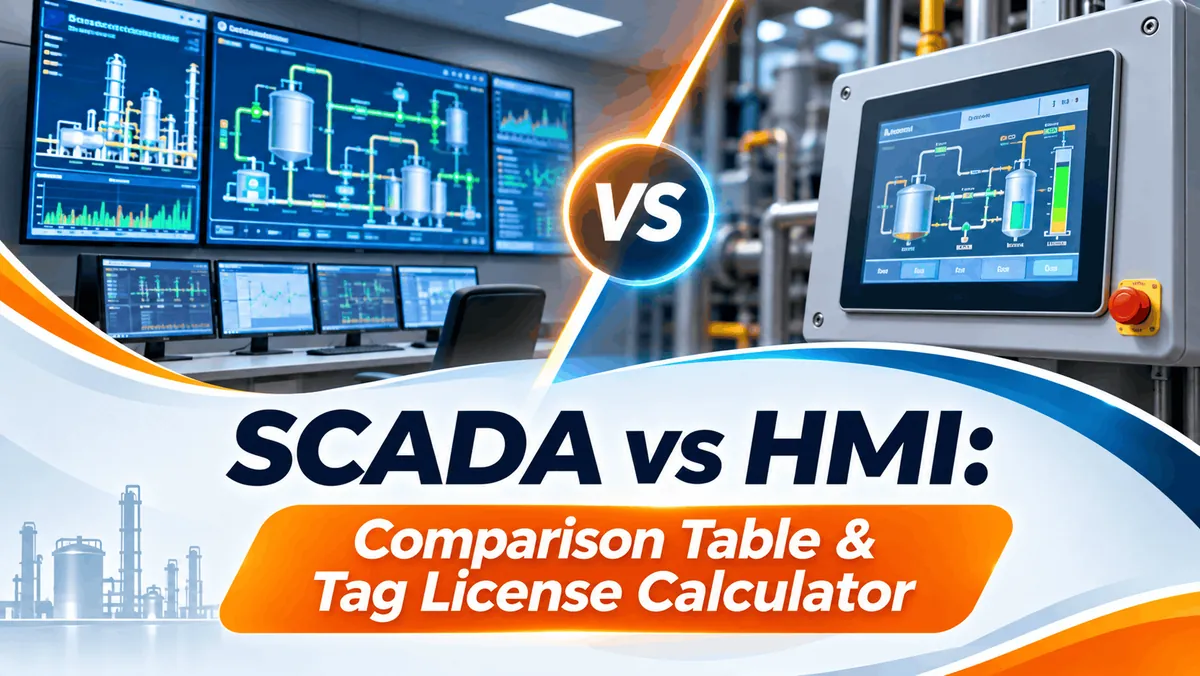 VS
SCADA vs HMI:
Comparison Table &
Tag License Calculator